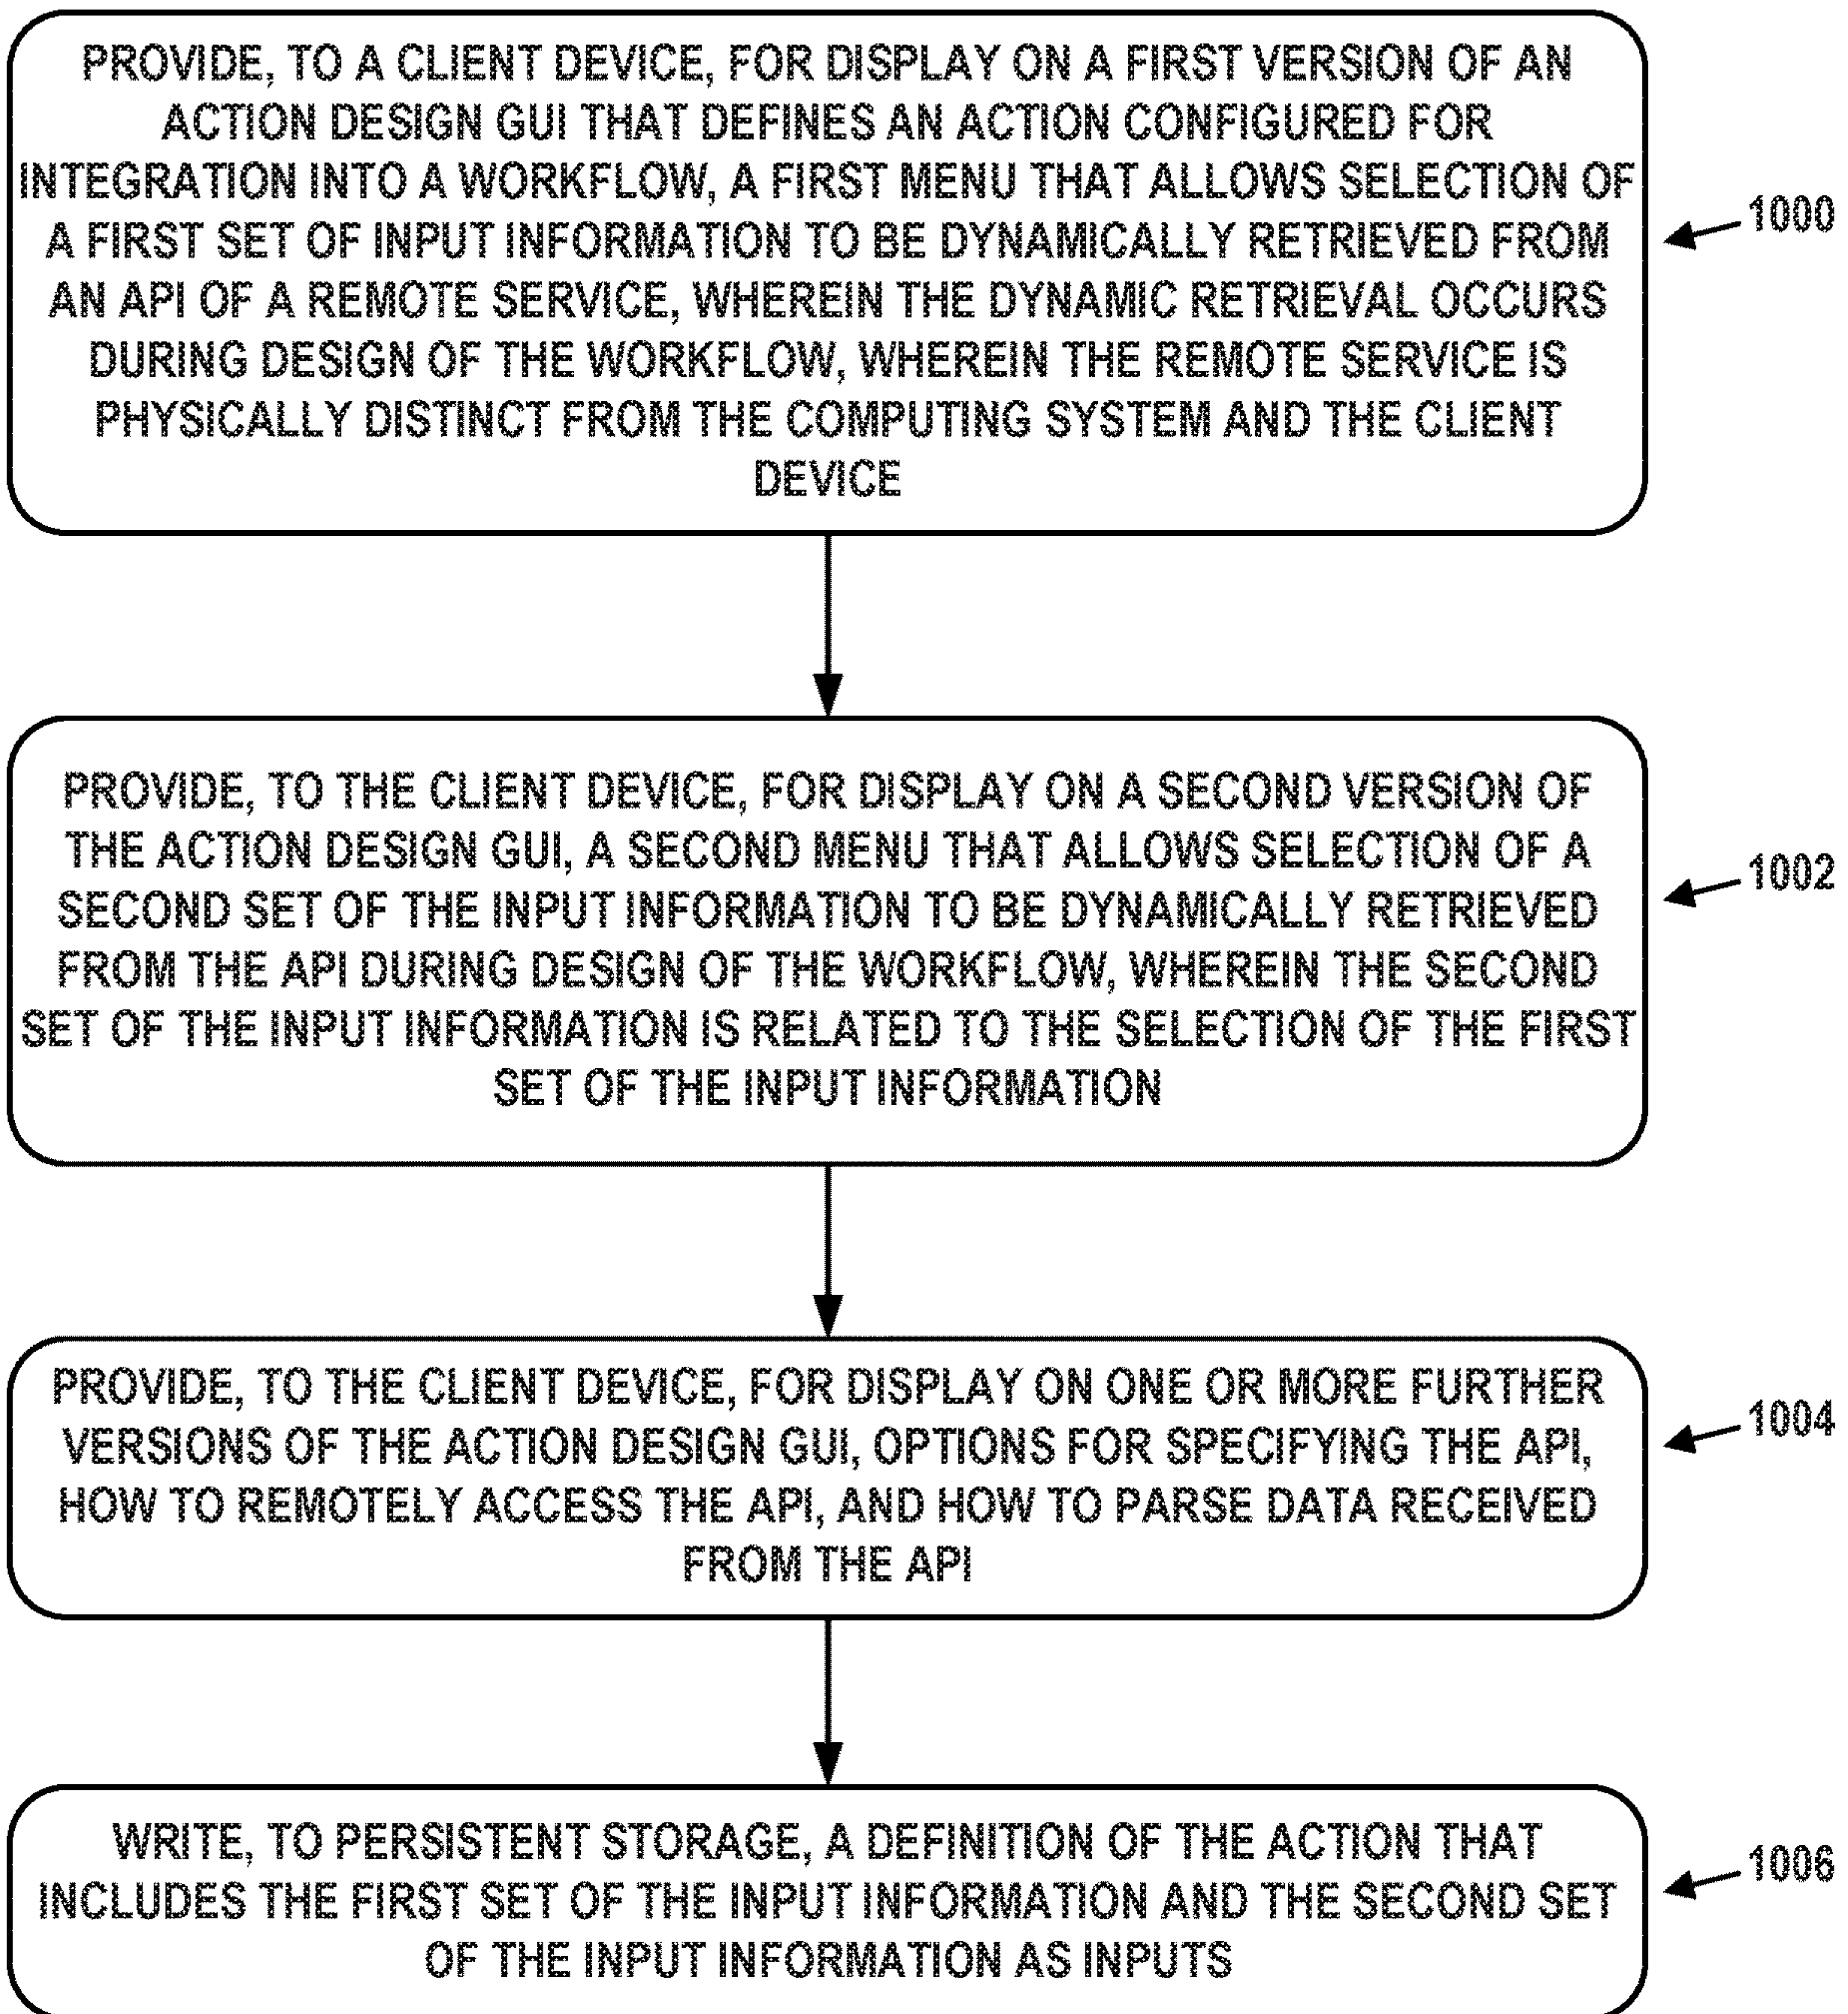 PROVIDE, TO A CLIENT DEVICE, FOR DISPLAY ON A FIRST VERSION OF AN
ACTION DESIGN GUI THAT DEFINES AN ACTION CONFIGURED FOR
INTEGRATION INTO A WORKFLOW, A FIRST MENU THAT ALLOWS SELECTION OF
A FIRST SET OF INPUT INFORMATION TO BE DYNAMICALLY RETRIEVED FROM
AN API OF A REMOTE SERVICE, WHEREIN THE DYNAMIC RETRIEVAL OCCURS
DURING DESIGN OF THE WORKFLOW, WHEREIN THE REMOTE SERVICE IS
PHYSICALLY DISTINCT FROM THE COMPUTING SYSTEM AND THE CLIENT
DEVICE
1000
PROVIDE, TO THE CLIENT DEVICE, FOR DISPLAY ON A SECOND VERSION OF
THE ACTION DESIGN GUI, A SECOND MENU THAT ALLOWS SELECTION OF A
SECOND SET OF THE INPUT INFORMATION TO BE DYNAMICALLY RETRIEVED
FROM THE API DURING DESIGN OF THE WORKFLOW, WHEREIN THE SECOND
SET OF THE INPUT INFORMATION IS RELATED TO THE SELECTION OF THE FIRST
SET OF THE INPUT INFORMATION
1002
PROVIDE, TO THE CLIENT DEVICE, FOR DISPLAY ON ONE OR MORE FURTHER
VERSIONS OF THE ACTION DESIGN GUI, OPTIONS FOR SPECIFYING THE API,
HOW TO REMOTELY ACCESS THE API, AND HOW TO PARSE DATA RECEIVED
FROM THE API
1004
WRITE, TO PERSISTENT STORAGE, A DEFINITION OF THE ACTION THAT
INCLUDES THE FIRST SET OF THE INPUT INFORMATION AND THE SECOND SET
OF THE INPUT INFORMATION AS INPUTS
1006